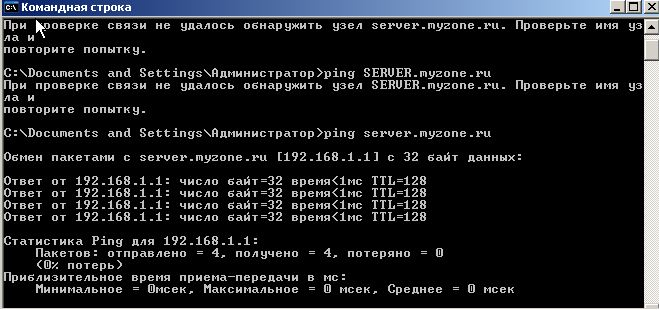 Командная строка
При проверке связи не удалось обнаружить узел server.myzone.ru. Проверьте имя уз
ла и
повторите попытку.
C:\Documents and Settings\Администратор>ping SERVER.myzone.ru
При проверке связи не удалось обнаружить узел SERVER.myzone.ru. Проверьте имя уз
ла и
повторите попытку.
C:\Documents and Settings\Администратор>ping server.myzone.ru
Обмен пакетами с server.myzone.ru [192.168.1.1] с 32 байт данных:
Ответ от 192.168.1.1: число байт=32 время<1мс TTL=128
Ответ от 192.168.1.1: число байт=32 время<1мс TTL=128
Ответ от 192.168.1.1: число байт=32 время<1мс TTL=128
Ответ от 192.168.1.1: число байт=32 время<1мс TTL=128
Статистика Ping для 192.168.1.1:
Пакетов: отправлено = 4, получено = 4, потеряно = 0
(0% потерь)
Приблизительное время приема-передачи в мс:
Минимальное = 0мсек, Максимальное = 0 мсек, Среднее = 0 мсек